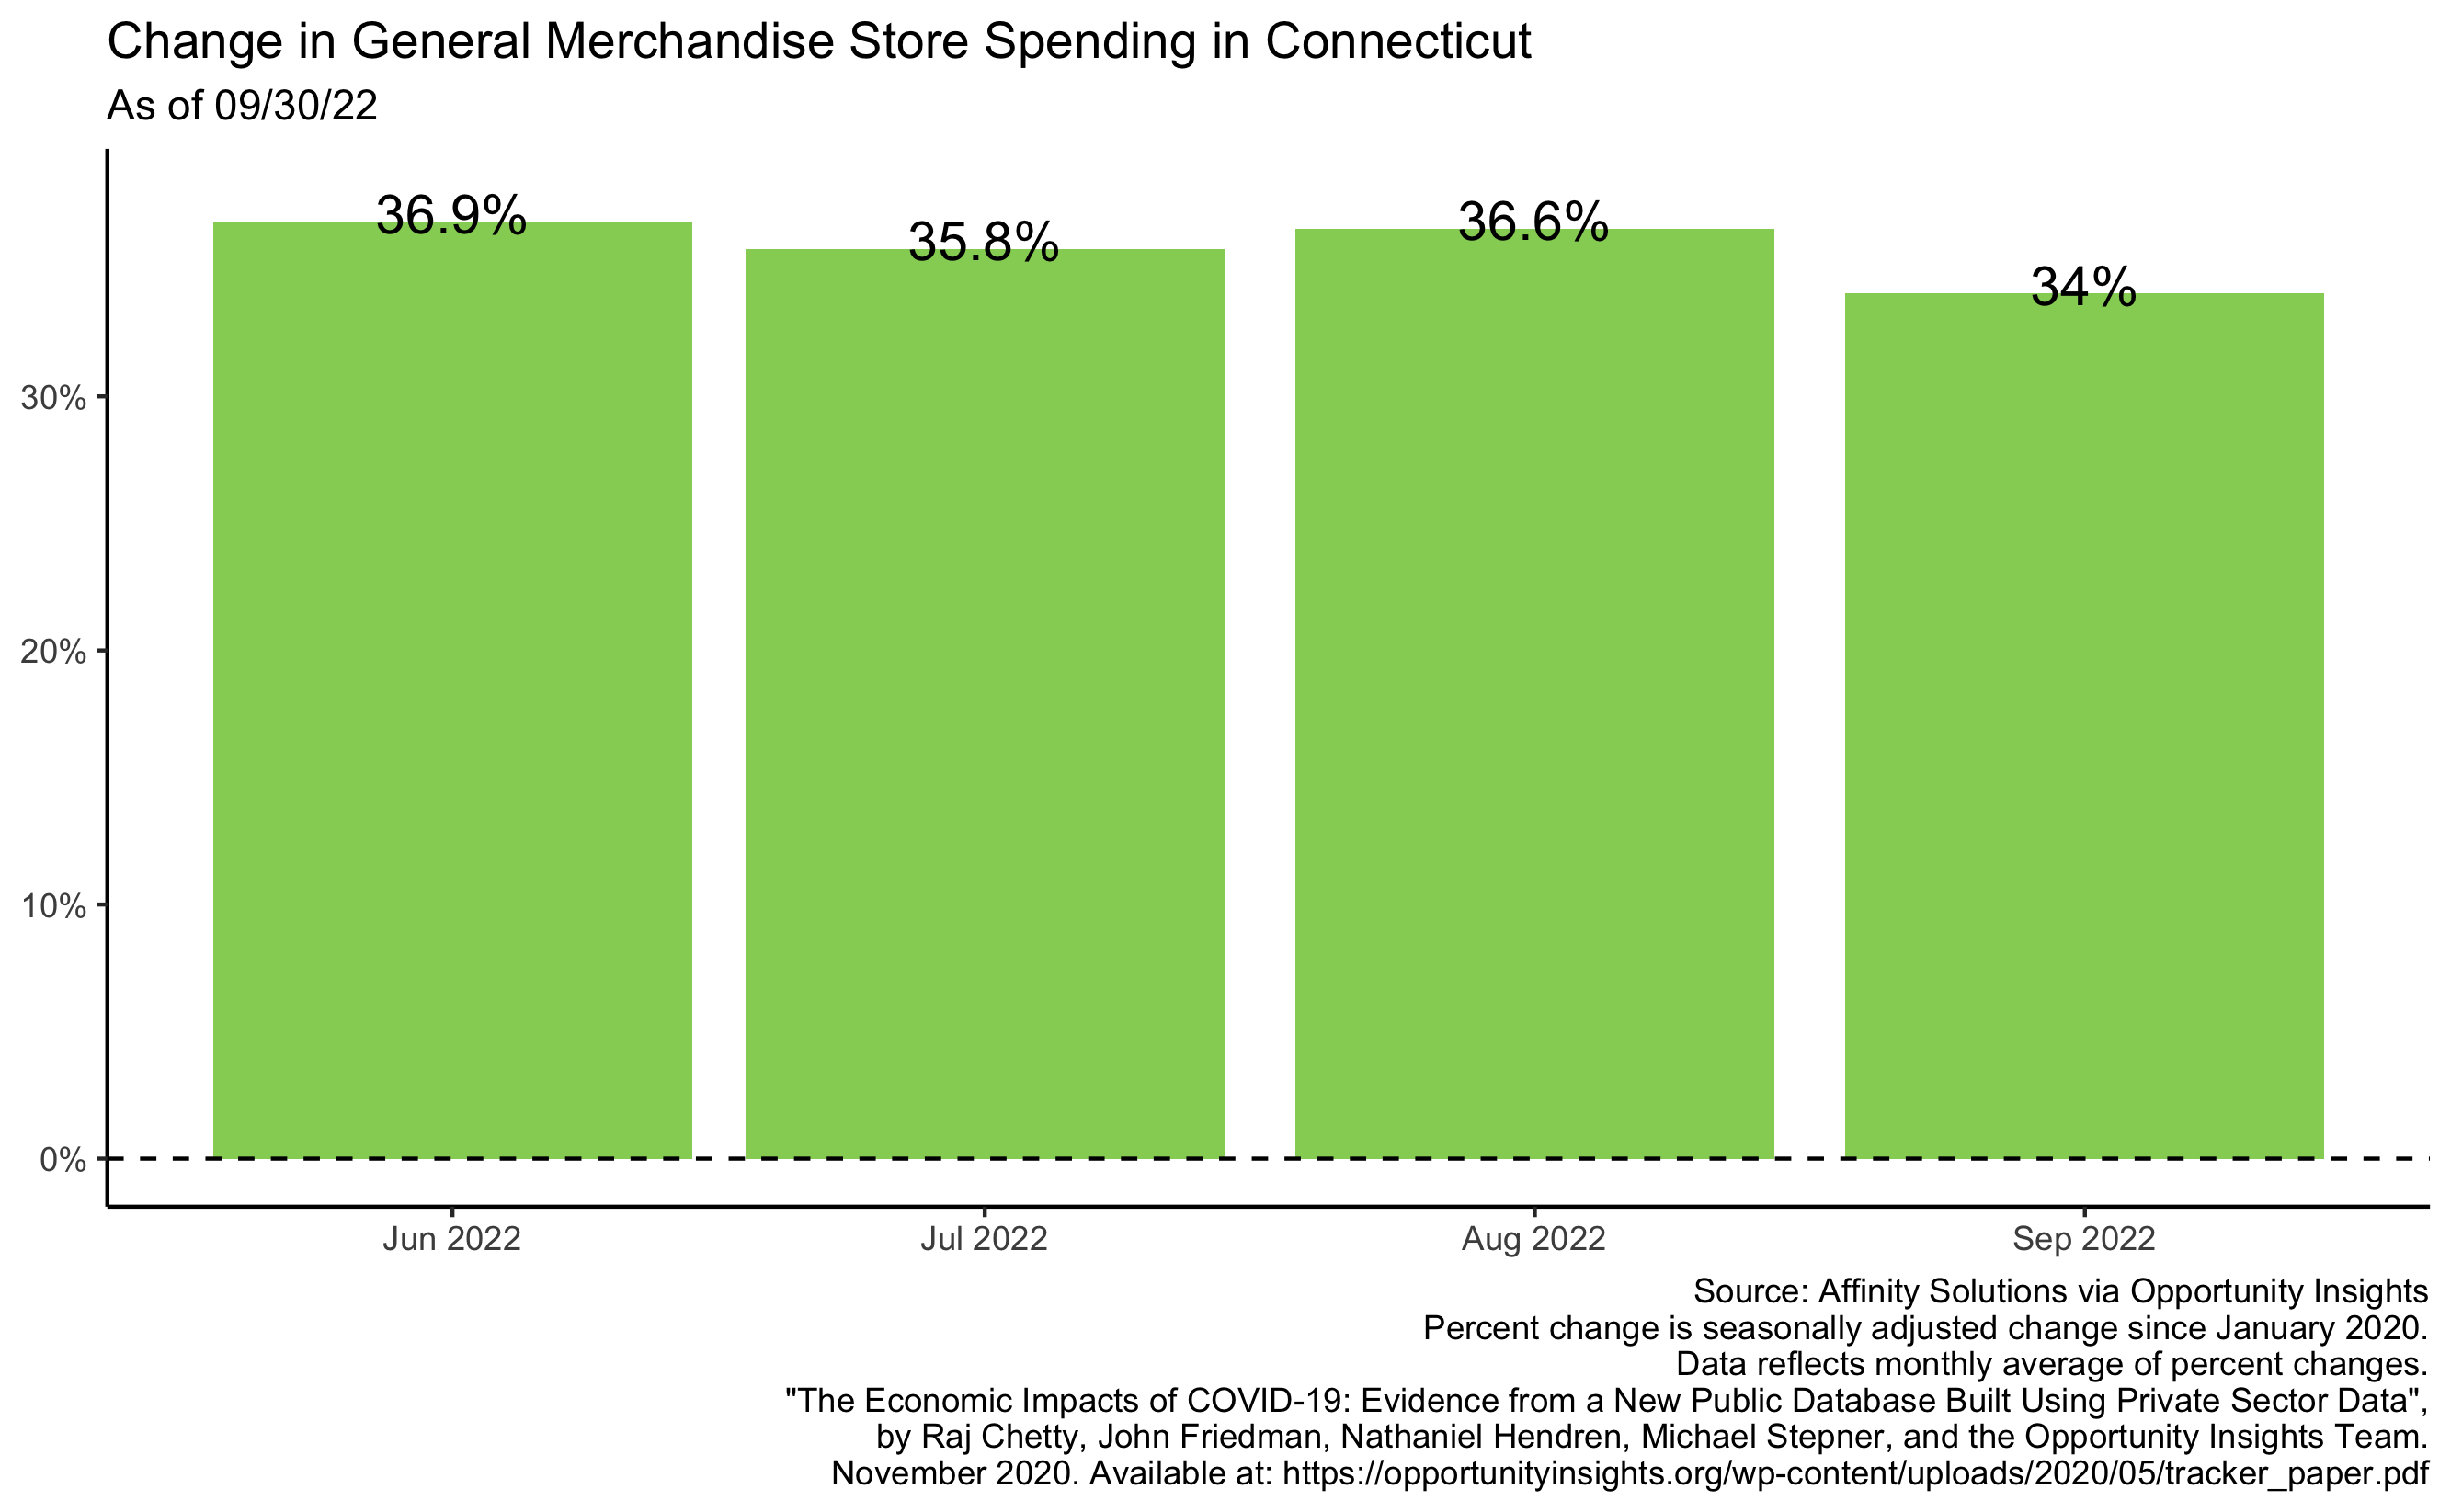 Change in General Merchandise Store Spending in Connecticut
As of 09/30/22
36.9%
35.8%
36.6%
34%
30%
20%
10%
0%
Jun 2022
Jul 2022
Aug 2022
Sep 2022
Source: Affinity Solutions via Opportunity Insights
Percent change is seasonally adjusted change since January 2020.
Data reflects monthly average of percent changes.
"The Economic Impacts of COVID-19: Evidence from a New Public Database Built Using Private Sector Data",
by Raj Chetty, John Friedman, Nathaniel Hendren, Michael Stepner, and the Opportunity Insights Team.
November 2020. Available at: https://opportunityinsights.org/wp-content/uploads/2020/05/tracker_paper.pdf